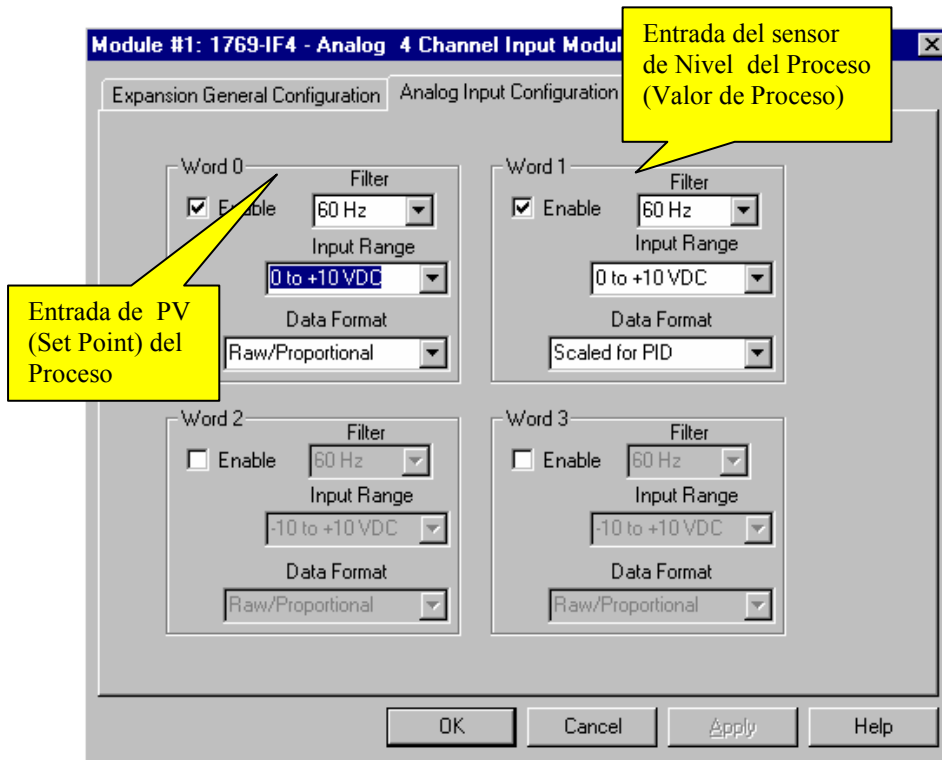 Module #1: 1769-IF4 - Analog 4 Channel Input Modul
Entrada del sensor
de Nivel del Proceso
(Valor de Proceso)
Expansion General Configuration
Analog Input Configuration
Word 0
Filter
Enable
60 Hz
Input Range
0 to +10 VDC
Data Format
Raw/Proportional
Word 1
Filter
Enable
60 Hz
Input Range
0 to +10 VDC
Data Format
Scaled for PID
Entrada de PV
(Set Point) del
Proceso
Word 2
Filter
Enable
60 Hz
Input Range
-10 to +10 VDC
Data Format
Raw/Proportional
Word 3
Filter
Enable
60 Hz
Input Range
-10 to +10 VDC
Data Format
Raw/Proportional
OK
Cancel
Apply
Help